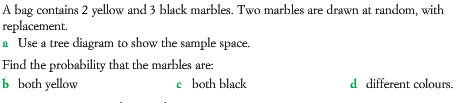 A bag contains 2 yellow and 3 black marbles. Two marbles are drawn at random, with
replacement.
a Use a tree diagram to show the sample space.
Find the probability that the marbles are:
b both yellow c both black d different colours.